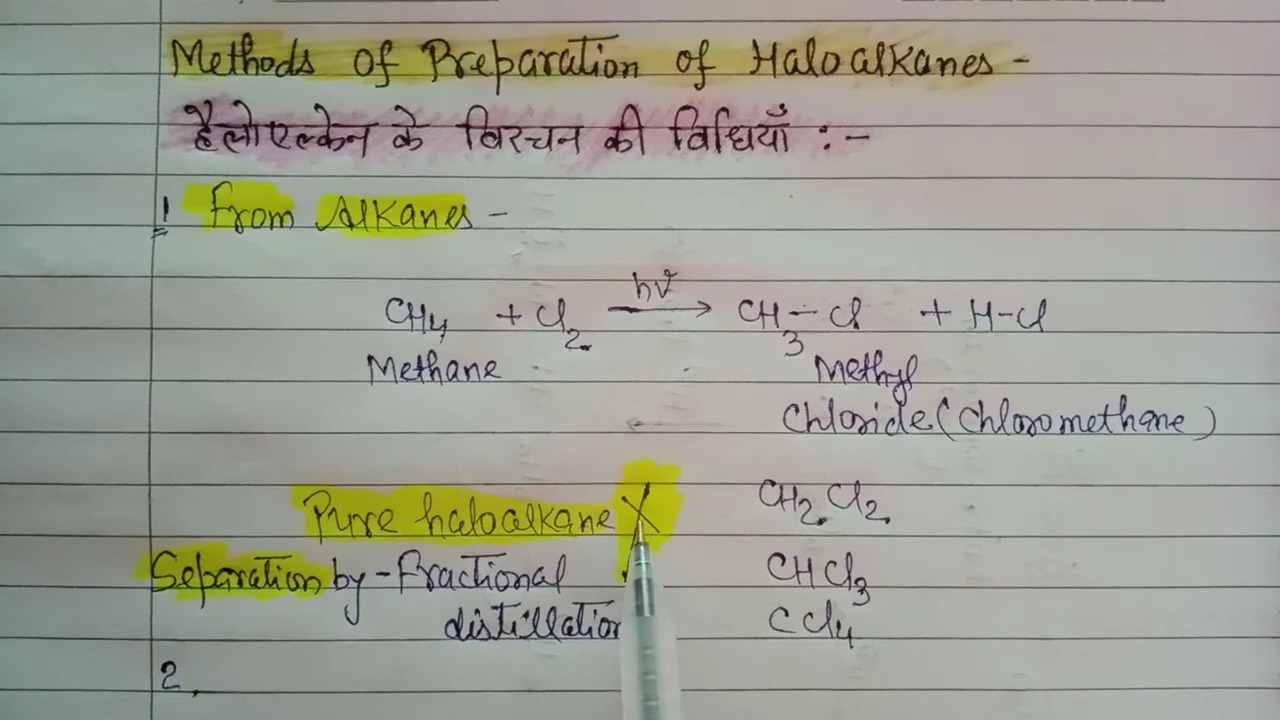 Methods of Preparation of Haloalkanes -
हैलोएल्केन के विरचन की विधियाँ :-
1 From Alkanes -
CH4 + Cl2 hν → CH3 - Cl + H-Cl
Methane Methyl
Chloride (Chloromethane)
Pure haloalkane X CH2Cl2
Separation by - Fractional CHCl3
distillation CCl4
2.